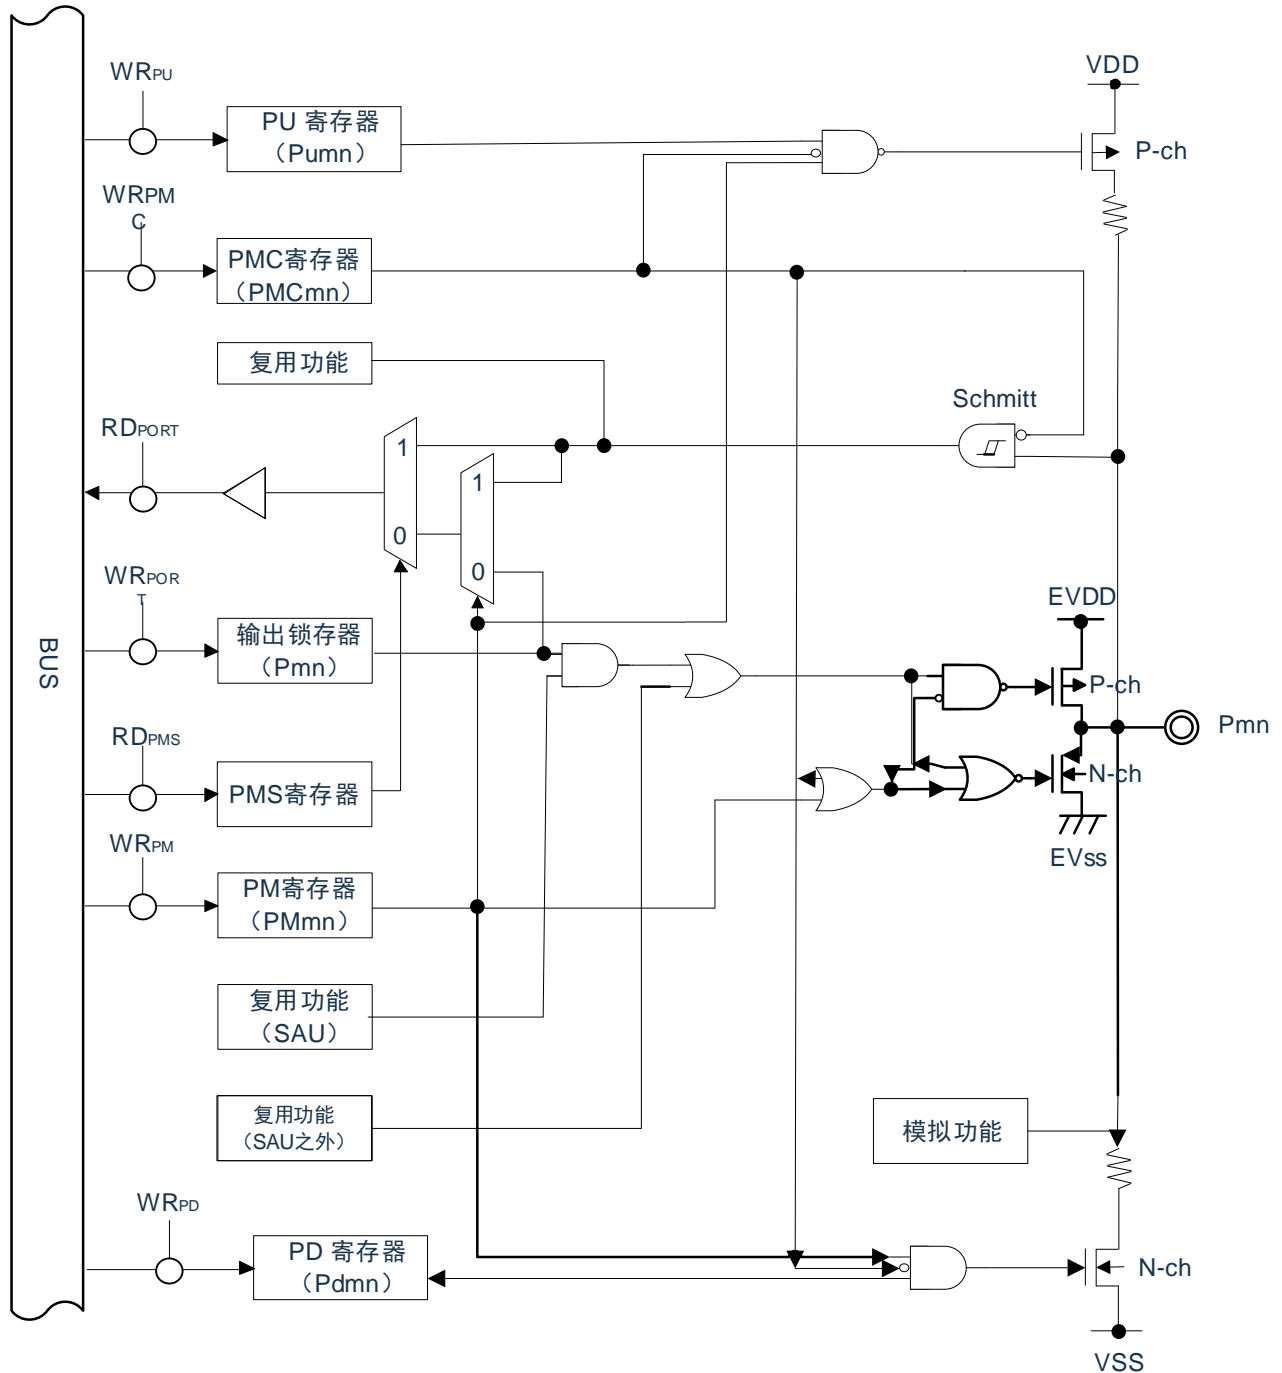 WRPU
VDD
PU 寄存器
（Pumn）
P-ch
WRPM
C
PMC寄存器
（PMCmn）
复用功能
Schmitt
RDPORT
1
1
0
0
WRPOR
T
EVDD
输出锁存器
（Pmn）
BUS
P-ch
Pmn
RDPMS
N-ch
PMS寄存器
WRPM
EVss
PM寄存器
（PMmn）
复用功能
（SAU）
复用功能
（SAU之外）
模拟功能
WRPD
PD 寄存器
（Pdmn）
N-ch
VSS